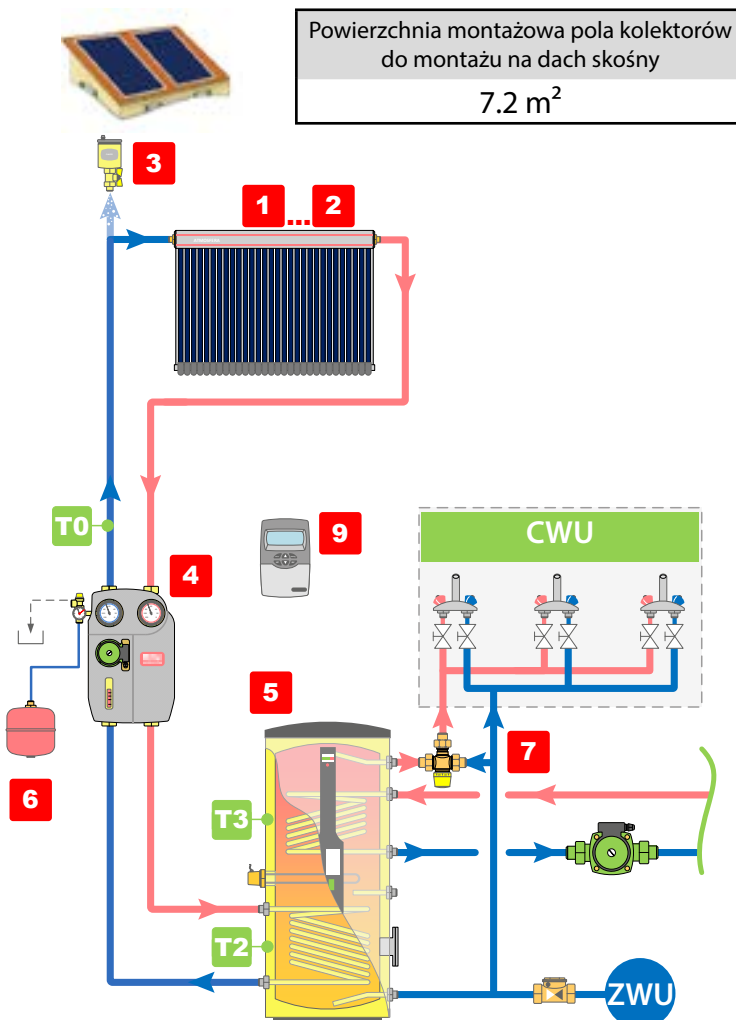 Powierzchnia montażowa pola kolektorów
do montażu na dach skośny
7.2 m²
3
1 ... 2
T0
4
9
CWU
5
7
6
T3
T2
ZWU